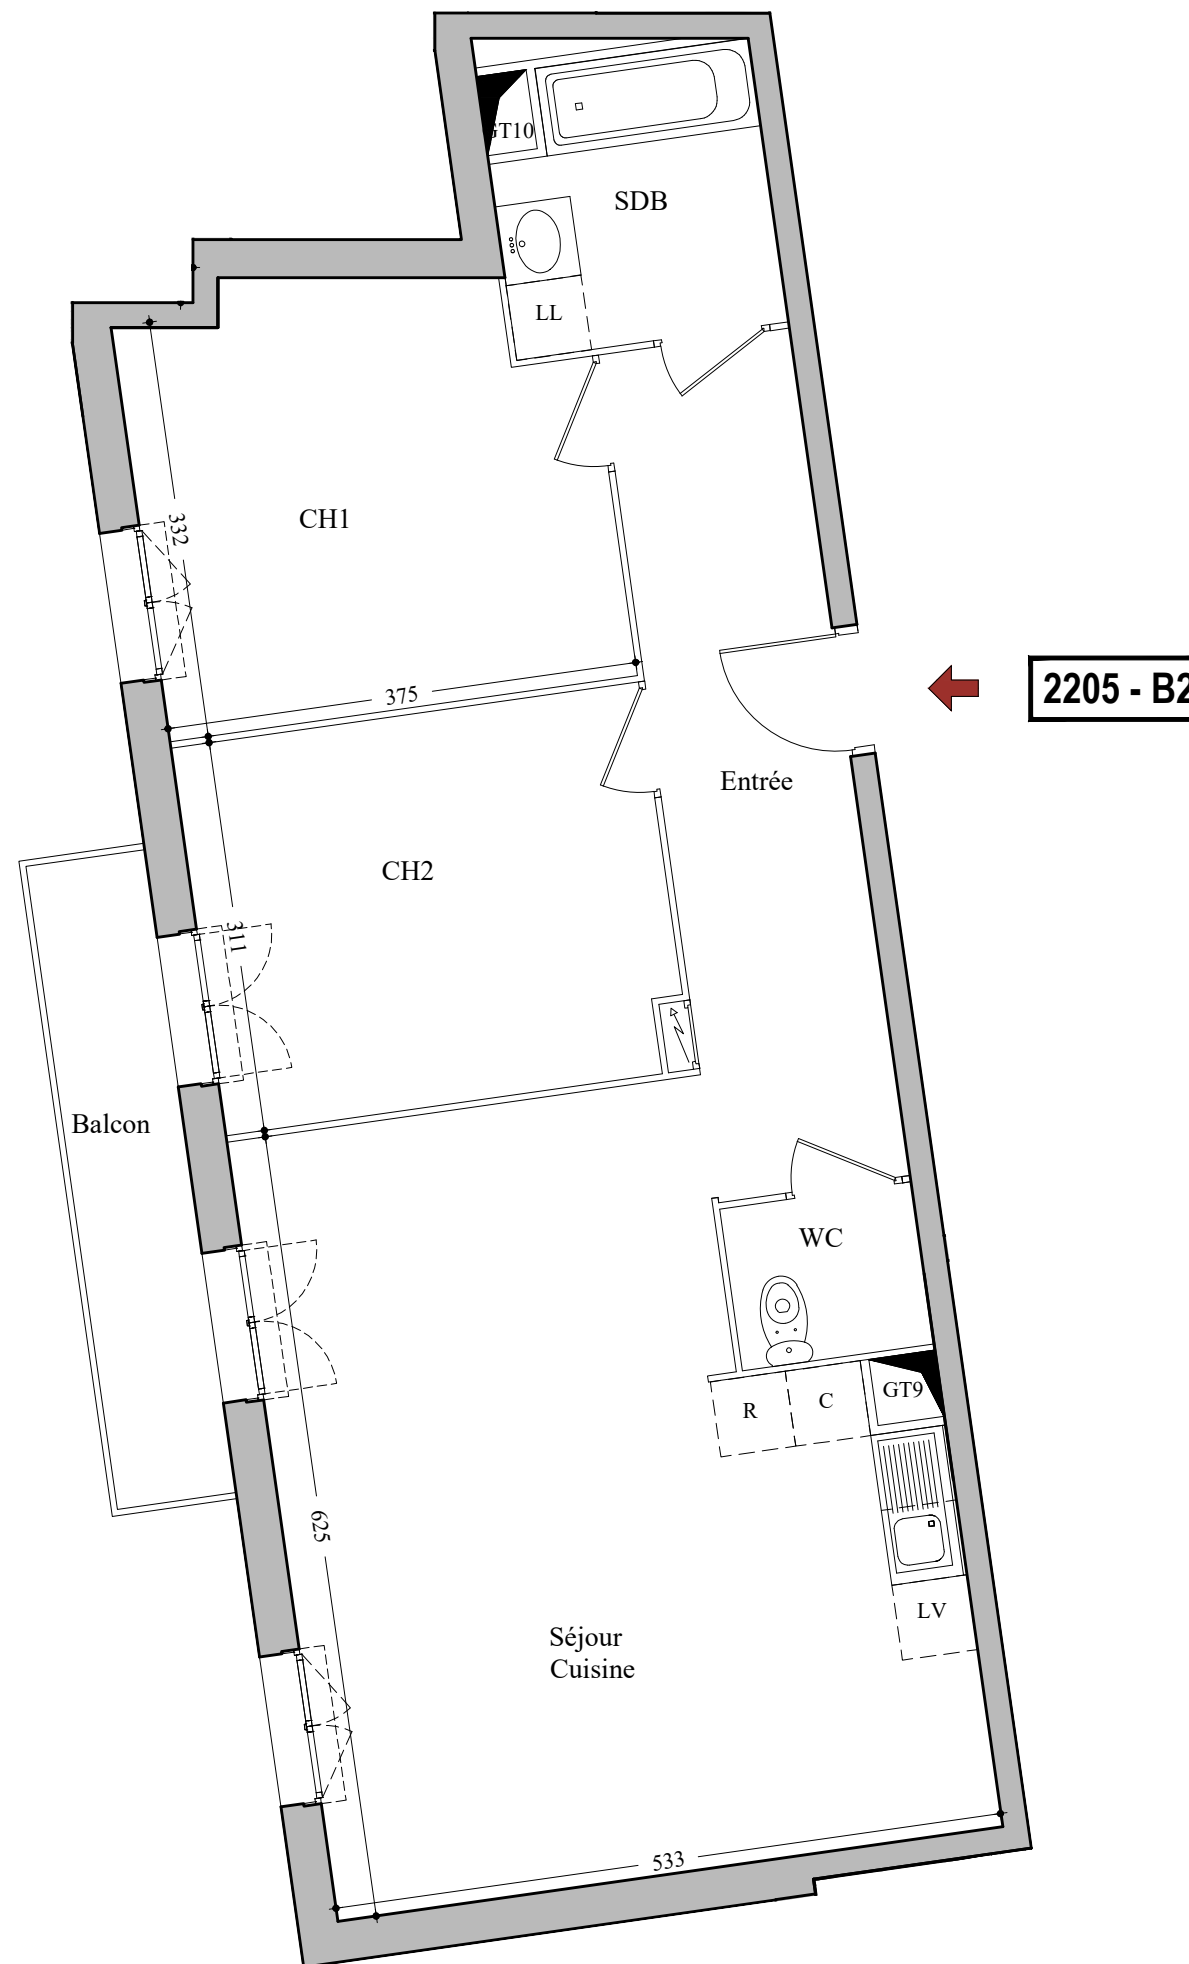 GT10
SDB
LL
CH1
332
375
2205 - B2
Entrée
CH2
311
Balcon
WC
GT9
R
C
625
LV
Séjour
Cuisine
533